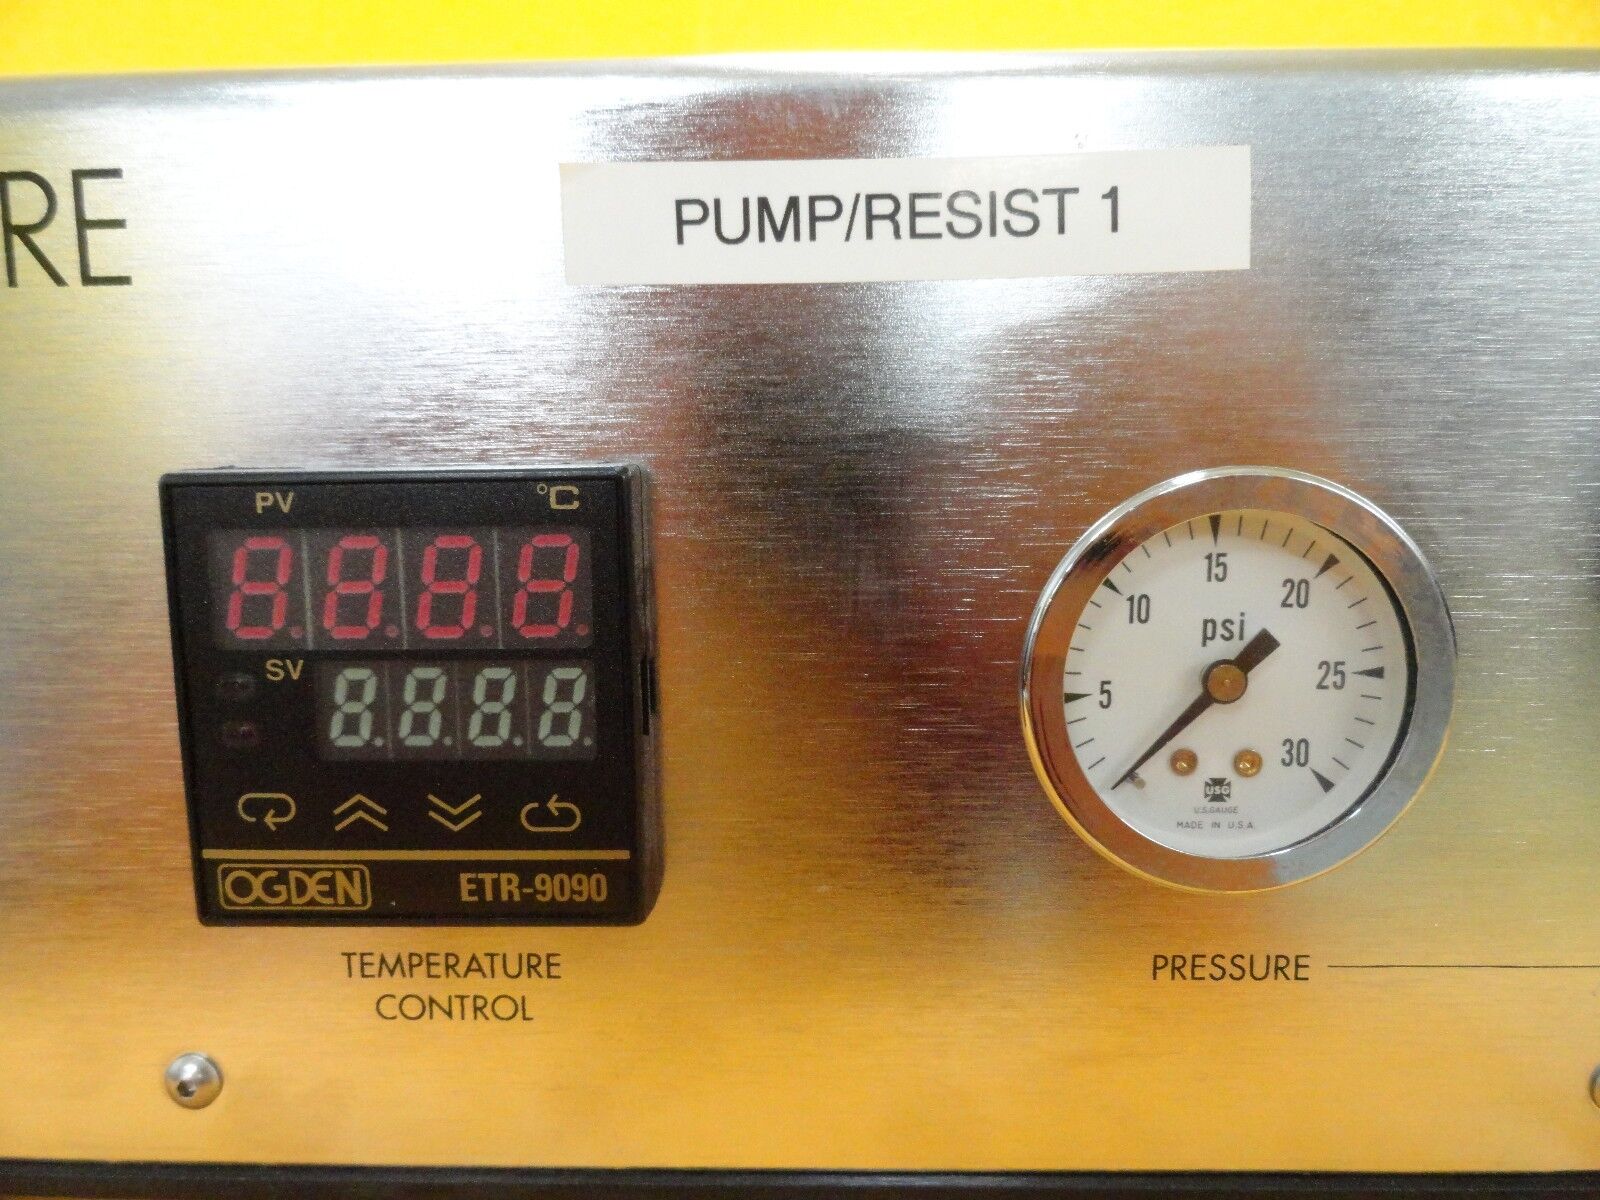 RE
PUMP/RESIST 1
PV °C
8.8.8.8.
SV
8.8.8.8
OGDEN ETR-9090
TEMPERATURE
CONTROL
15
10
20
psi
5
25
30
USG
U.S.GAUGE
MADE IN U.S.A.
PRESSURE